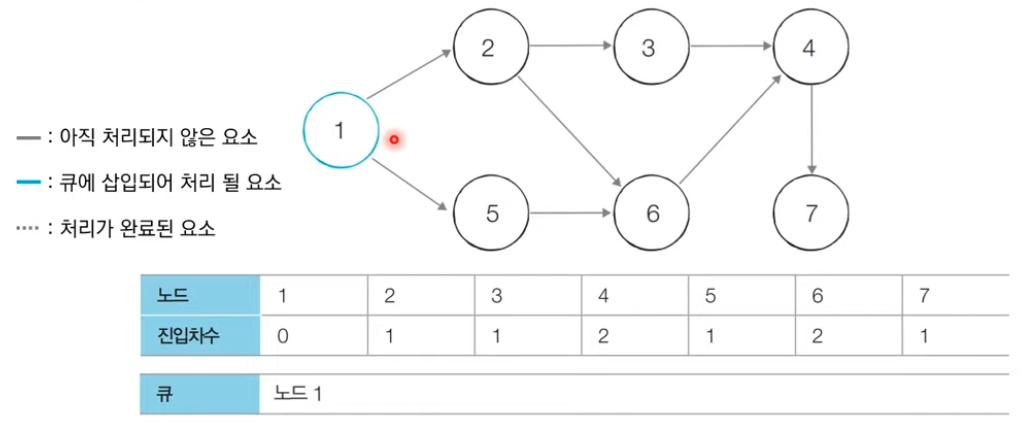 2
3
4
1
— : 아직 처리되지 않은 요소
— : 큐에 삽입되어 처리 될 요소
···· : 처리가 완료된 요소
5
6
7
노드 1 2 3 4 5 6 7
진입차수 0 1 1 2 1 2 1
큐 노드 1